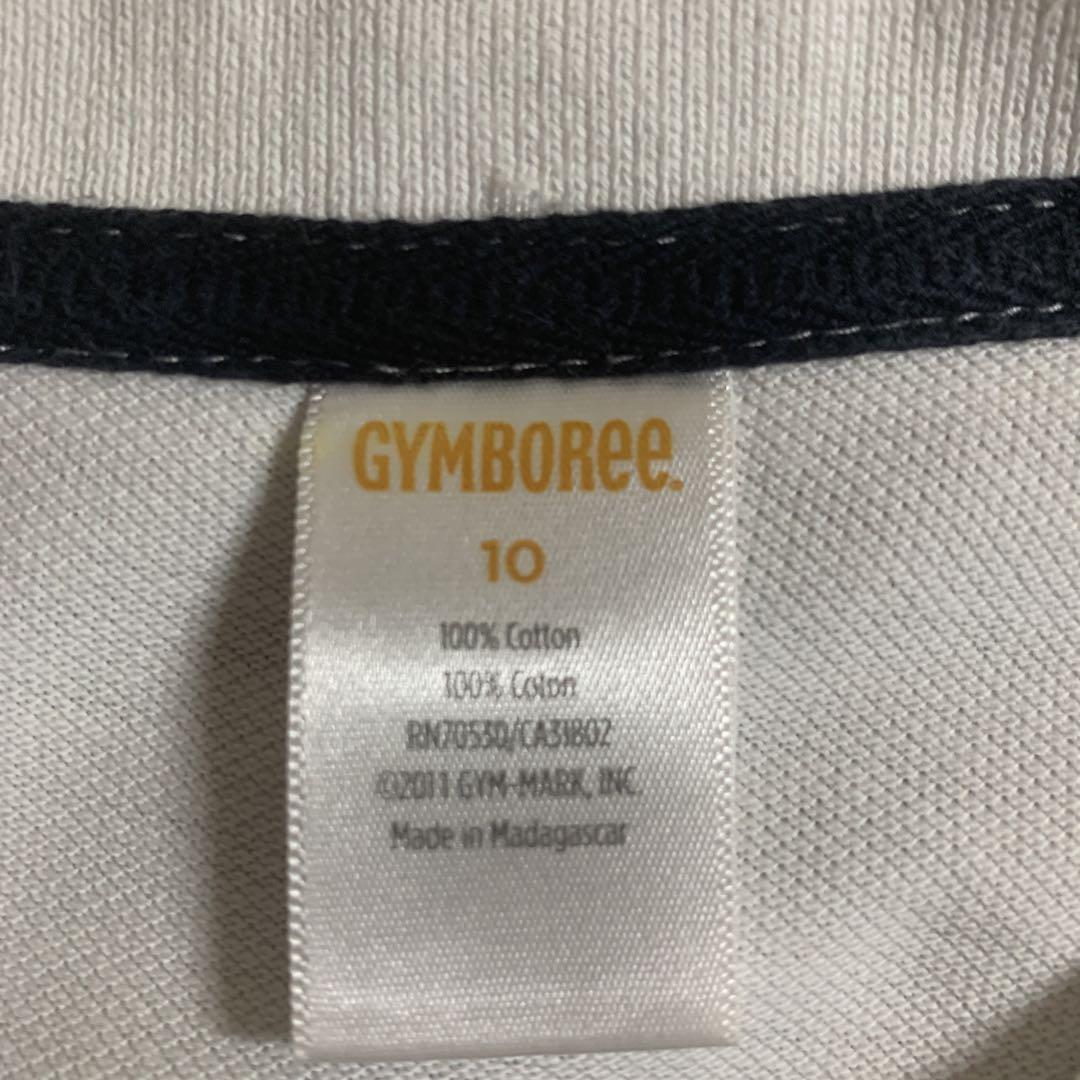 GYMBORee.
10
100% Cotton
100% Coton
RN70530/CA31802
©2011 GYM-MARK, INC.
Made in Madagascar